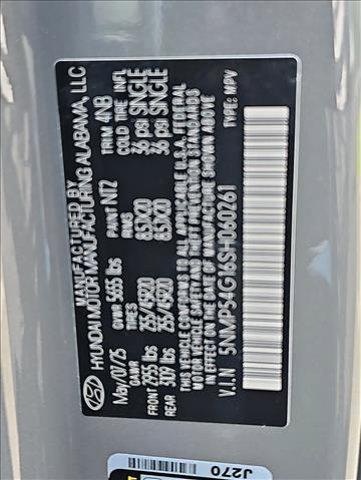 MANUFACTURED BY
HYUNDAI MOTOR MANUFACTURING ALABAMA, LLC
May/07/25 GVWR 5655 lbs PAINT NT2 TRIM 4NB
GAWR TIRES RIMS COLD TIRE INFL
FRONT 2955 lbs 255/45R20 8.5JX20 36 psi SINGLE
REAR 3109 lbs 255/45R20 8.5JX20 36 psi SINGLE
THIS VEHICLE CONFORMS TO ALL APPLICABLE U.S.A. FEDERAL
MOTOR VEHICLE SAFETY, BUMPER, AND THEFT PREVENTION STANDARDS
IN EFFECT ON THE DATE OF MANUFACTURE SHOWN ABOVE.
V.I.N 5NMP54G16SH060261 TYPE: MPV
J270